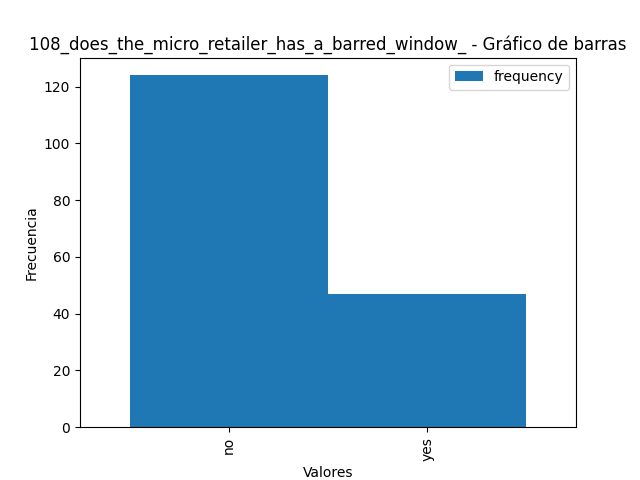 108_does_the_micro_retailer_has_a_barred_window_ - Gráfico de barras
frequency
120
100
80
60
40
20
0
Frecuencia
no
yes
Valores